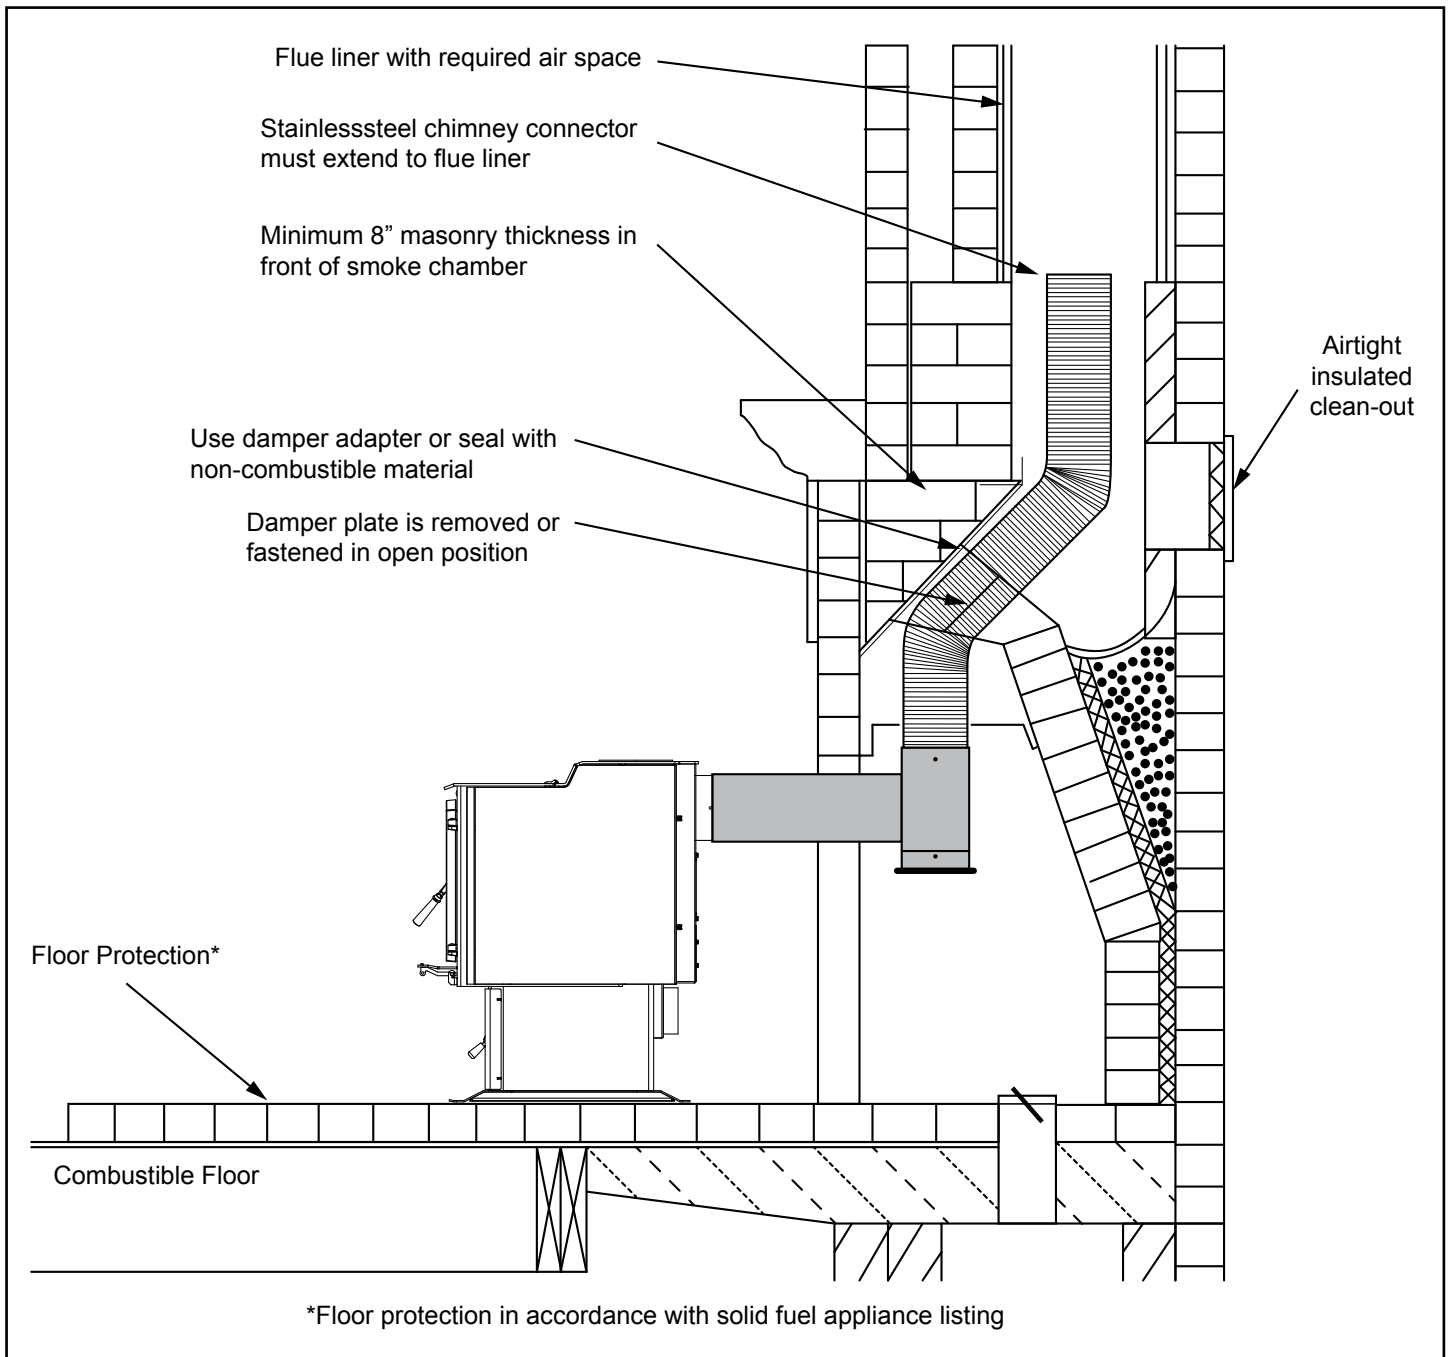 Flue liner with required air space
Stainlesssteel chimney connector
must extend to flue liner
Minimum 8” masonry thickness in
front of smoke chamber
Airtight
insulated
clean-out
Use damper adapter or seal with
non-combustible material
Damper plate is removed or
fastened in open position
Floor Protection*
Combustible Floor
*Floor protection in accordance with solid fuel appliance listing